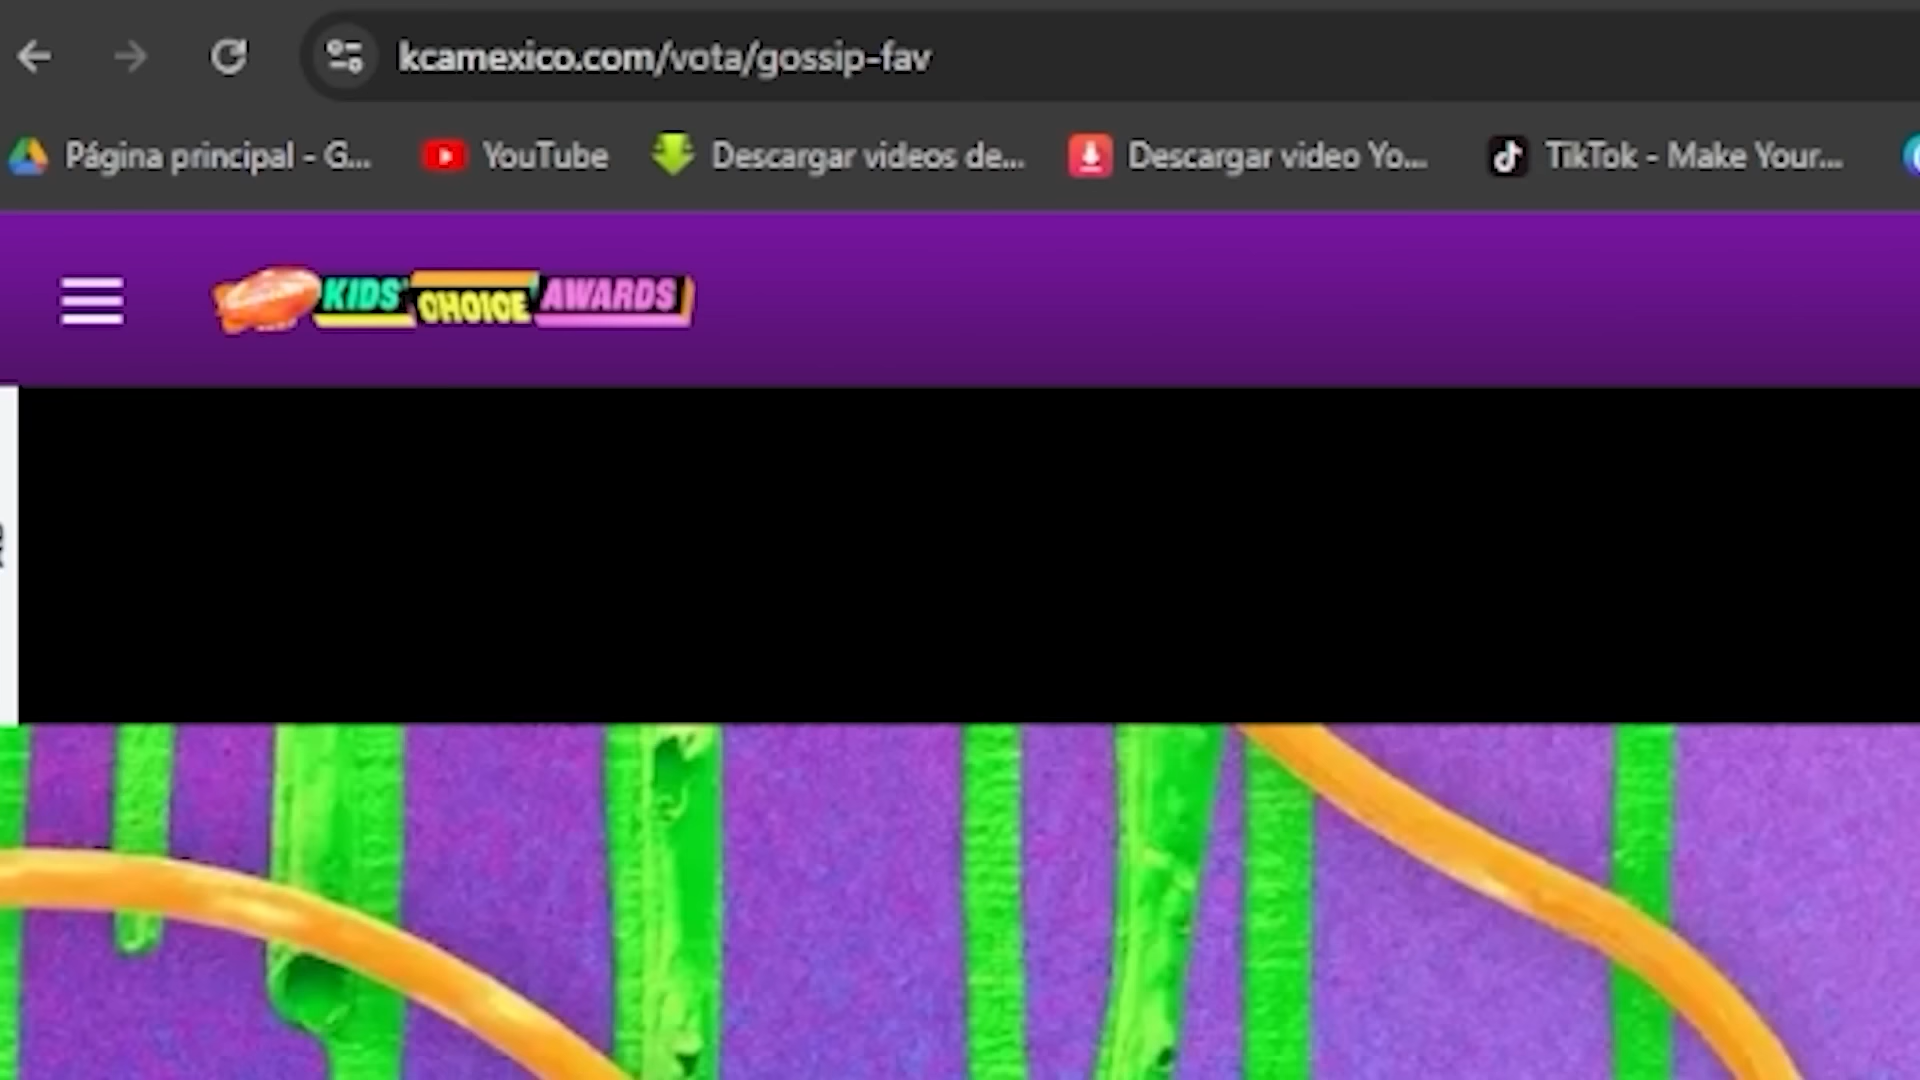 kcamexico.com/vota/gossip-fav
Página principal - G... YouTube Descargar videos de... Descargar video Yo... TikTok - Make Your...
KIDS' CHOICE AWARDS